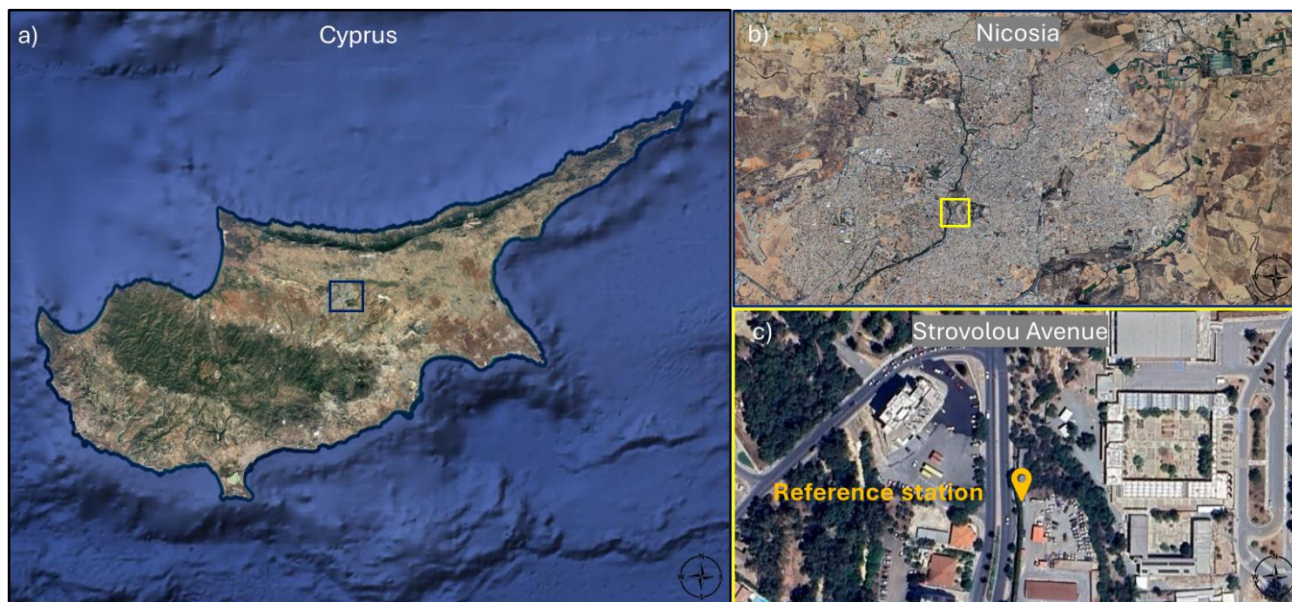 a)
Cyprus
b)
Nicosia
c)
Strovolou Avenue
Reference station
N
W
E
S